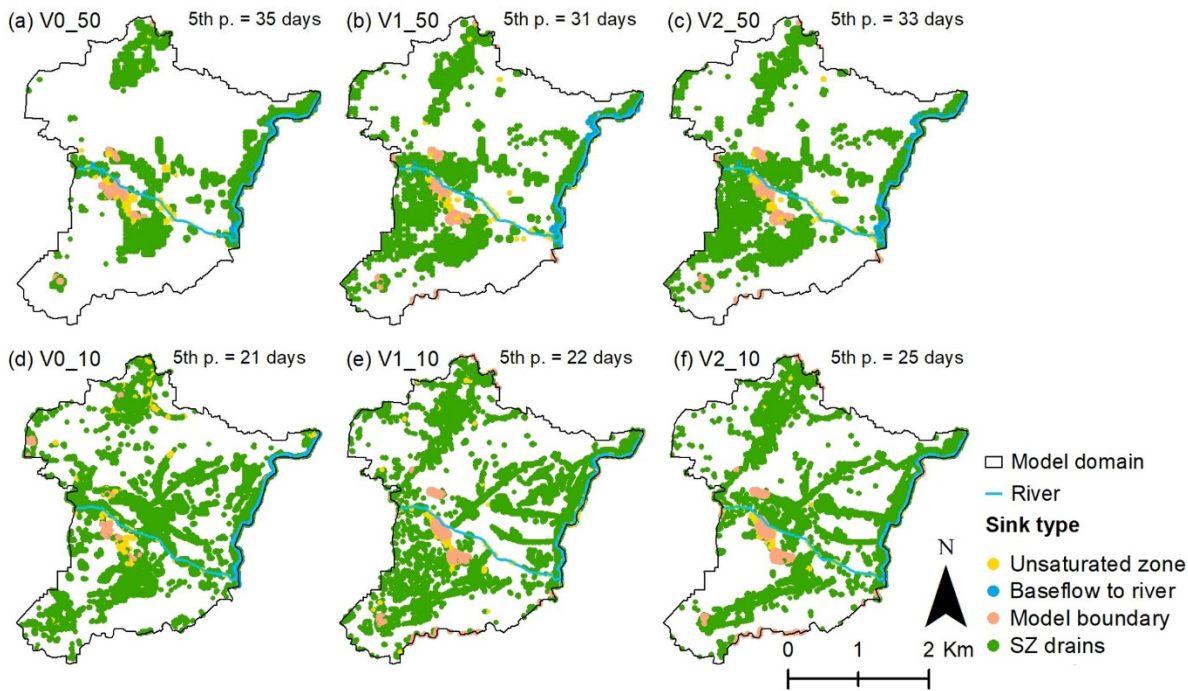 (a) V0_50 5th p. = 35 days
(b) V1_50 5th p. = 31 days
(c) V2_50 5th p. = 33 days
(d) V0_10 5th p. = 21 days
(e) V1_10 5th p. = 22 days
(f) V2_10 5th p. = 25 days
Model domain
River
Sink type
Unsaturated zone
Baseflow to river
Model boundary
SZ drains
N
0 1 2 Km